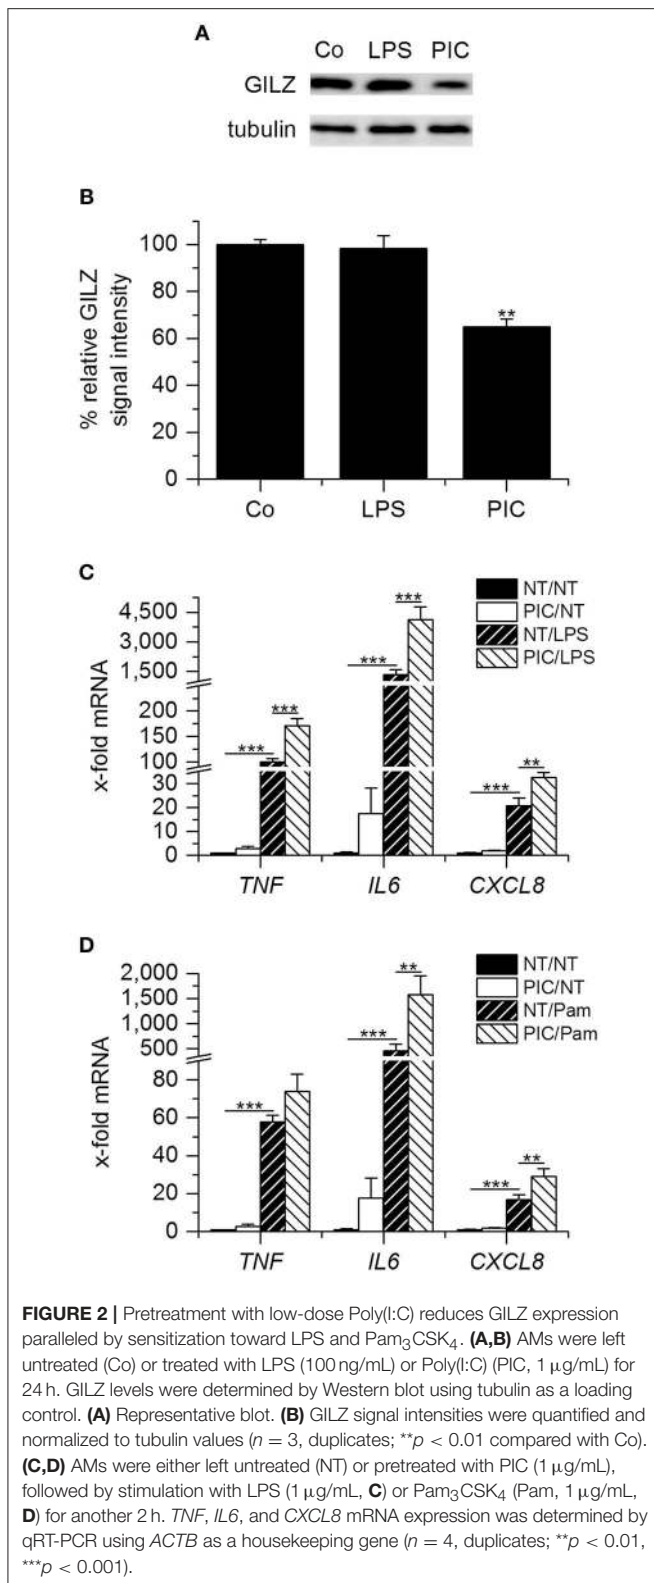 A
Co LPS PIC
GILZ
tubulin
B
% relative GILZ
signal intensity
100
80
60
40
20
0
**
Co LPS PIC
C
x-fold mRNA
4,500
3,000
1,500
200
150
100
30
20
10
0
NT/NT
PIC/NT
NT/LPS
PIC/LPS
*** *** *** *** *** **
TNF IL6 CXCL8
D
x-fold mRNA
2,000
1,500
1,000
500
80
60
40
20
0
NT/NT
PIC/NT
NT/Pam
PIC/Pam
*** *** ** *** **
TNF IL6 CXCL8
FIGURE 2 | Pretreatment with low-dose Poly(I:C) reduces GILZ expression
paralleled by sensitization toward LPS and Pam₃CSK₄. (A,B) AMs were left
untreated (Co) or treated with LPS (100 ng/mL) or Poly(I:C) (PIC, 1 µg/mL) for
24 h. GILZ levels were determined by Western blot using tubulin as a loading
control. (A) Representative blot. (B) GILZ signal intensities were quantified and
normalized to tubulin values (n = 3, duplicates; **p < 0.01 compared with Co).
(C,D) AMs were either left untreated (NT) or pretreated with PIC (1 µg/mL),
followed by stimulation with LPS (1 µg/mL, C) or Pam₃CSK₄ (Pam, 1 µg/mL,
D) for another 2 h. TNF, IL6, and CXCL8 mRNA expression was determined by
qRT-PCR using ACTB as a housekeeping gene (n = 4, duplicates; **p < 0.01,
***p < 0.001).